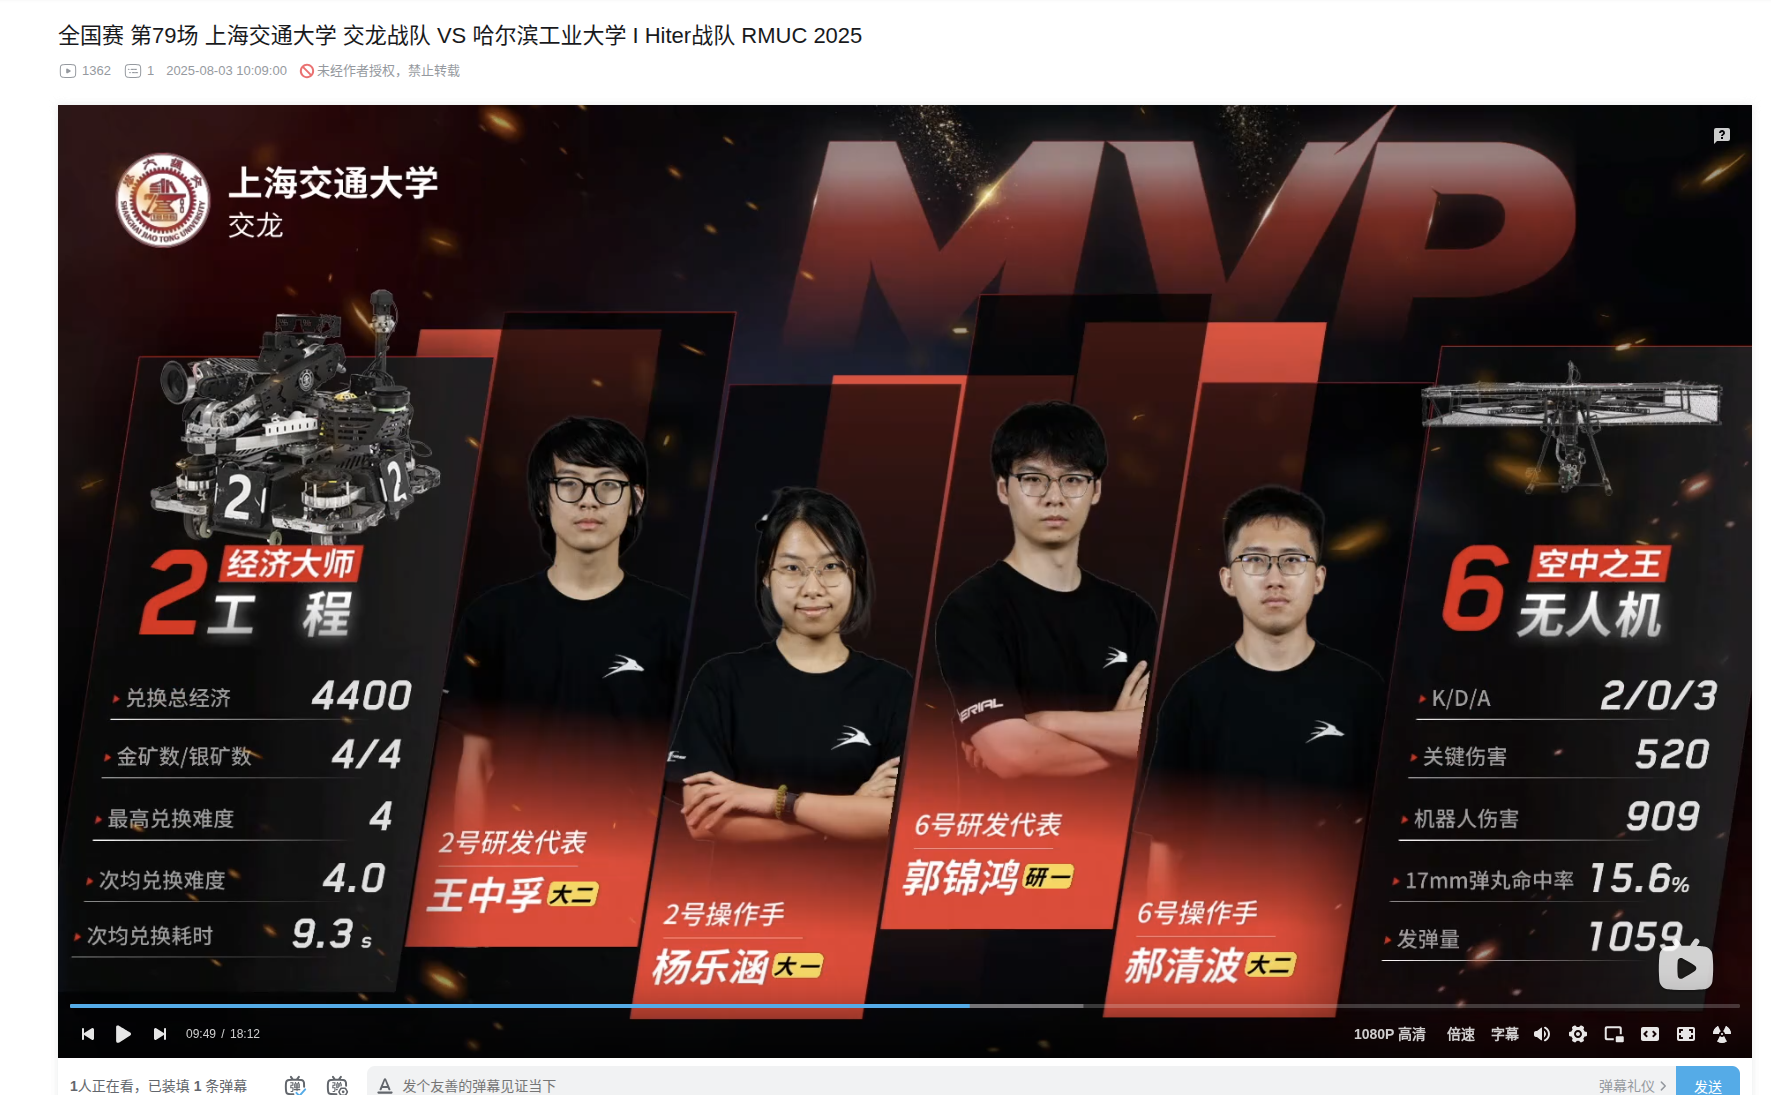 全国赛 第79场 上海交通大学 交龙战队 VS 哈尔滨工业大学 I Hiter战队 RMUC 2025
1362 1 2025-08-03 10:09:00 未经作者授权，禁止转载
MVP
上海交通大学
交龙
SHANGHAI JIAO TONG UNIVERSITY
2 2
2 经济大师
工 程
兑换总经济 4400
金矿数/银矿数 4/4
最高兑换难度 4
次均兑换难度 4.0
次均兑换耗时 9.3 s
2号研发代表
王中孚 大二
2号操作手
杨乐涵 大一
6号研发代表
郭锦鸿 研一
6号操作手
郝清波 大二
6 空中之王
无人机
K/D/A 2/0/3
关键伤害 520
机器人伤害 909
17mm弹丸命中率 15.6%
发弹量 1059
09:49 / 18:12
1080P 高清 倍速 字幕
1人正在看，已装填 1 条弹幕 发个友善的弹幕见证当下 弹幕礼仪 发送